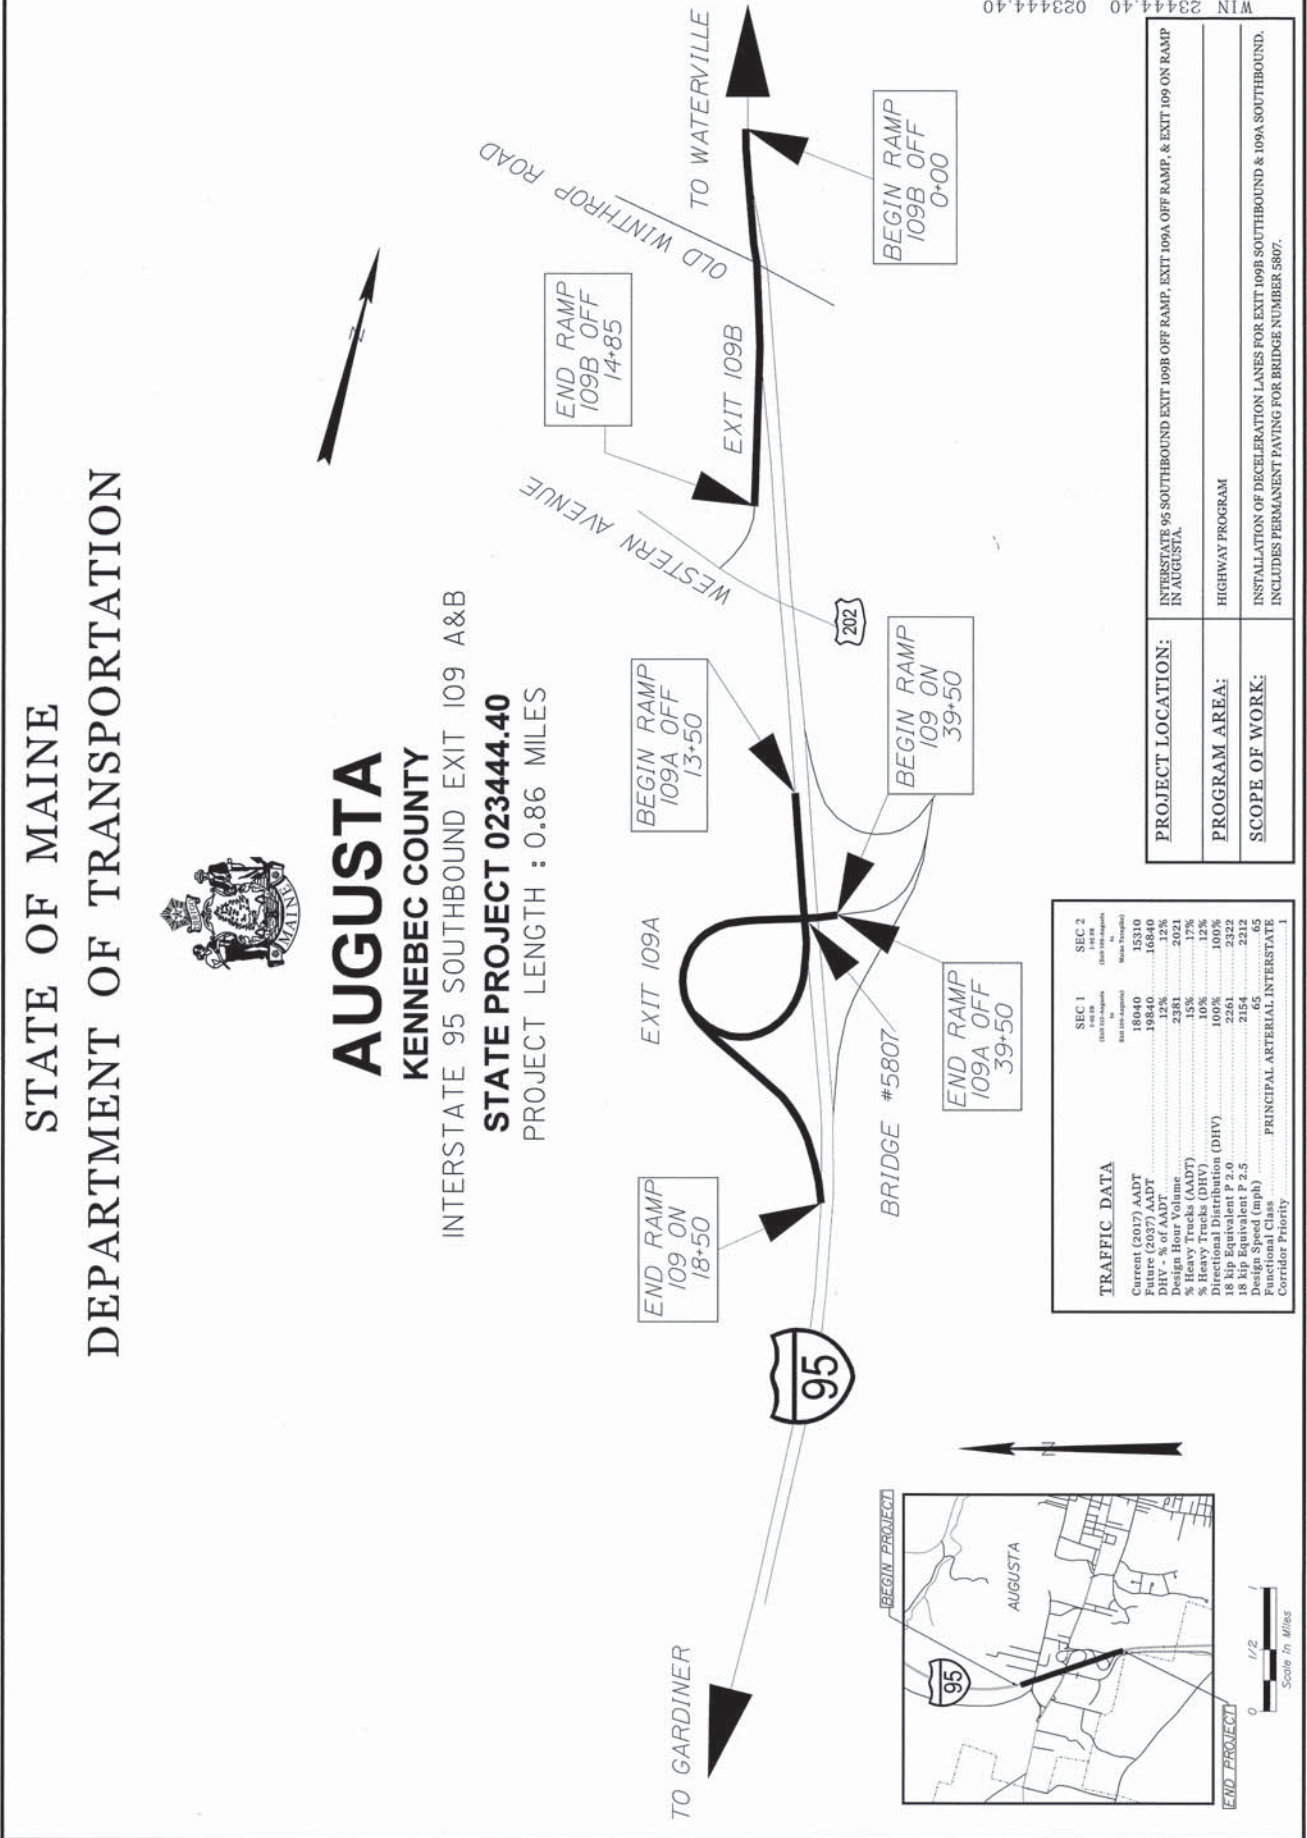 STATE OF MAINE
DEPARTMENT OF TRANSPORTATION
MAINE
AUGUSTA
KENNEBEC COUNTY
INTERSTATE 95 SOUTHBOUND EXIT 109 A&B
STATE PROJECT 023444.40
PROJECT LENGTH : 0.86 MILES
N
TO GARDINER
95
END RAMP
109 ON
18+50
EXIT 109A
BRIDGE #5807
BEGIN RAMP
109A OFF
13+50
END RAMP
109A OFF
39+50
BEGIN RAMP
109 ON
39+50
202
WESTERN AVENUE
END RAMP
109B OFF
14+85
EXIT 109B
OLD WINTHROP ROAD
TO WATERVILLE
BEGIN RAMP
109B OFF
0+00
BEGIN PROJECT
95
AUGUSTA
END PROJECT
N
0 1/2 1
Scale in Miles
TRAFFIC DATA
SEC 1 SEC 2
Current (2017) AADT 18040 15310
Future (2037) AADT 19840 16840
DHV - % of AADT 12% 12%
Design Hour Volume 2381 2021
% Heavy Trucks (AADT) 15% 17%
% Heavy Trucks (DHV) 10% 12%
Directional Distribution (DHV) 100% 100%
18 kip Equivalent P 2.0 2261 2322
18 kip Equivalent P 2.5 2154 2212
Design Speed (mph) 65 65
Functional Class PRINCIPAL ARTERIAL INTERSTATE
Corridor Priority 1
PROJECT LOCATION: INTERSTATE 95 SOUTHBOUND EXIT 109B OFF RAMP, EXIT 109A OFF RAMP, & EXIT 109 ON RAMP
IN AUGUSTA.
PROGRAM AREA: HIGHWAY PROGRAM
SCOPE OF WORK: INSTALLATION OF DECELERATION LANES FOR EXIT 109B SOUTHBOUND & 109A SOUTHBOUND.
INCLUDES PERMANENT PAVING FOR BRIDGE NUMBER 5807.
WIN 23444.40 023444.40